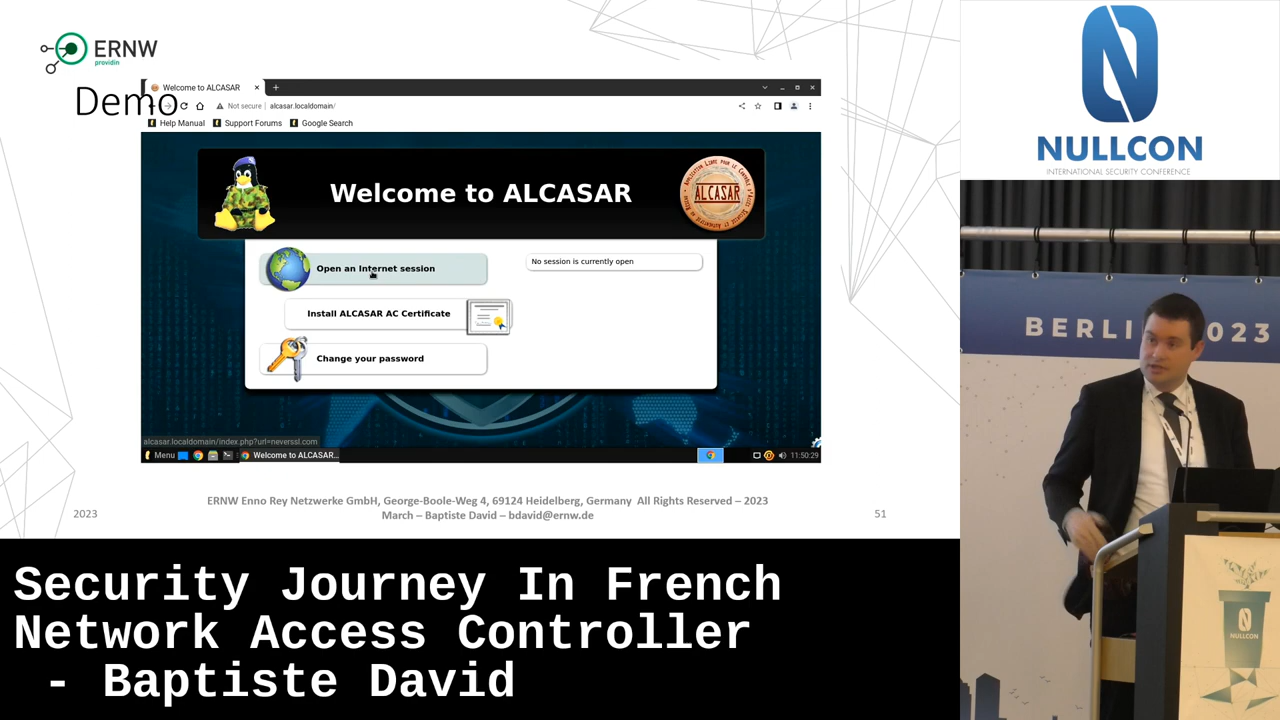 ERNW
providin
Demo
Welcome to ALCASAR
Not secure
alcasar.localdomain/
Help Manual
Support Forums
Google Search
Welcome to ALCASAR
ALCASAR
Open an Internet session
No session is currently open
Install ALCASAR AC Certificate
Change your password
alcasar.localdomain/index.php?url=neverssl.com
Menu
Welcome to ALCASAR...
11:50:29
ERNW Enno Rey Netzwerke GmbH, George-Boole-Weg 4, 69124 Heidelberg, Germany All Rights Reserved – 2023
March – Baptiste David – bdavid@ernw.de
2023
51
NULLCON
INTERNATIONAL SECURITY CONFERENCE
BERLI 2023
NULLCON
Security Journey In French
Network Access Controller
- Baptiste David